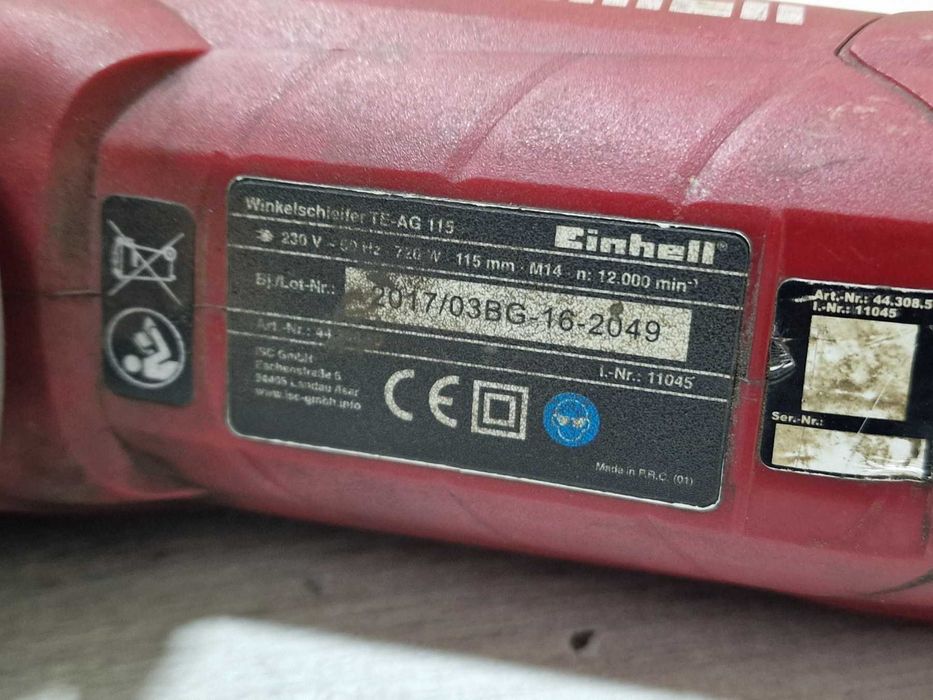 Winkelschleifer TE-AG 115
Einhell®
230 V ~ 50 Hz 720 W 115 mm · M14 n: 12.000 min⁻¹
Bj./Lot-Nr.: 2017/03BG-16-2049
Art.-Nr.: 44
I.-Nr.: 11045
ISC GmbH
Eschenstraße 6
94405 Landau/Isar
www.isc-gmbh.info
CE
Made in P.R.C. (01)
Art.-Nr.: 44.308.5
I.-Nr.: 11045
Ser.-Nr.: